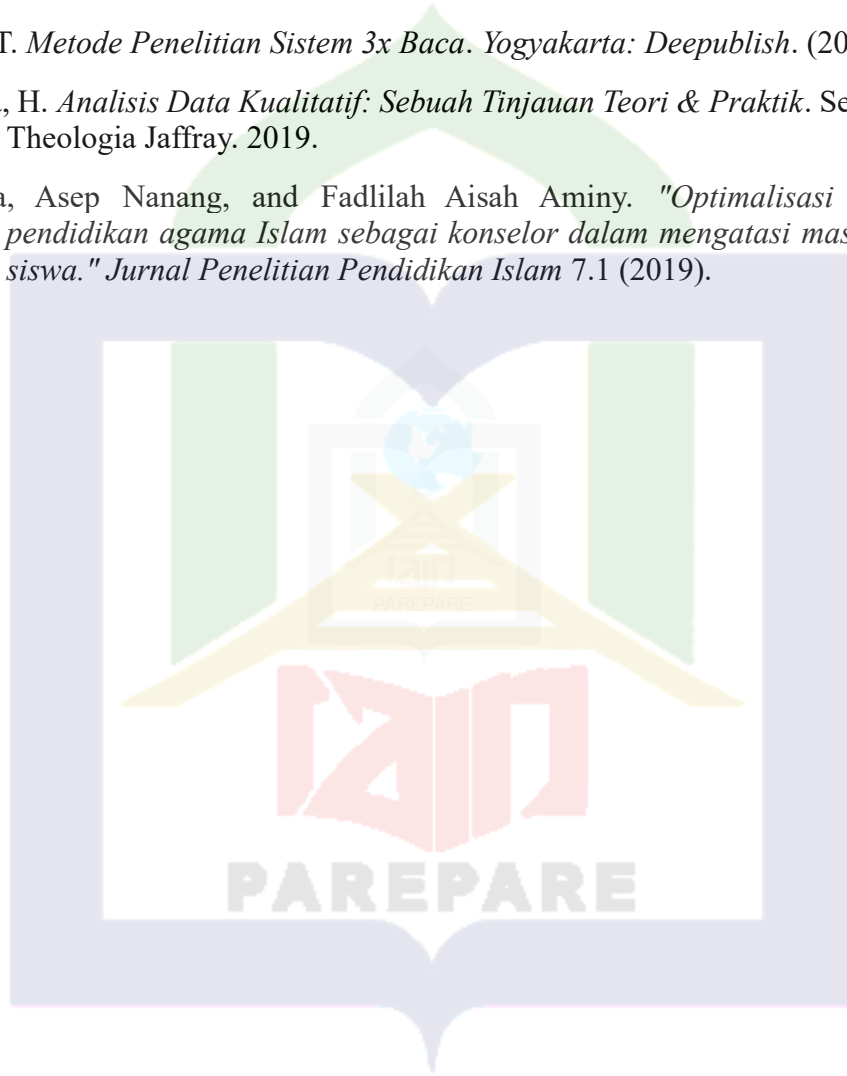 T. Metode Penelitian Sistem 3x Baca. Yogyakarta: Deepublish. (20
, H. Analisis Data Kualitatif: Sebuah Tinjauan Teori & Praktik. Se
Theologia Jaffray. 2019.
a, Asep Nanang, and Fadlilah Aisah Aminy. "Optimalisasi
pendidikan agama Islam sebagai konselor dalam mengatasi mas
siswa." Jurnal Penelitian Pendidikan Islam 7.1 (2019).
IAIN
PAREPARE
IAIN
PAREPARE